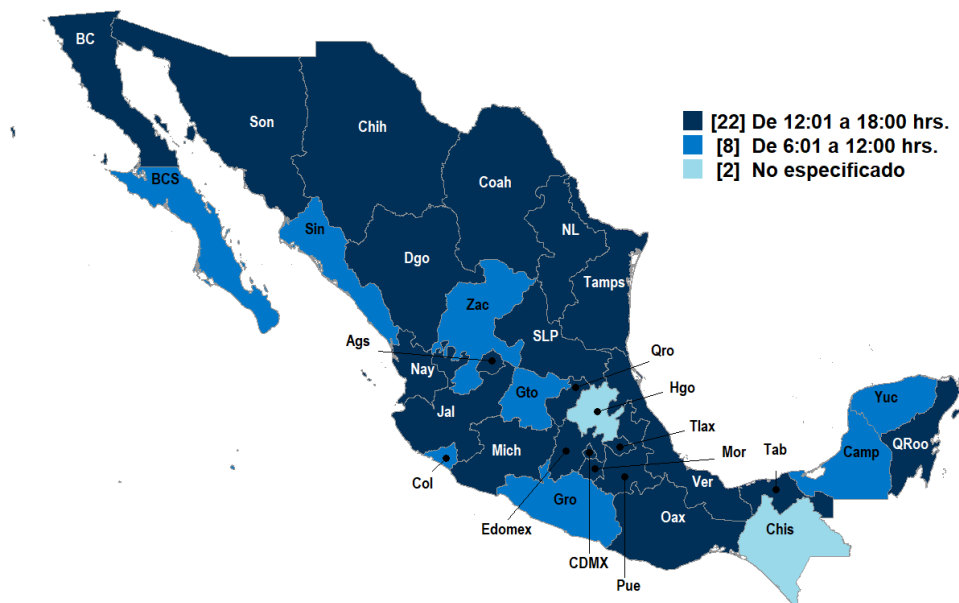 BC
Son
Chih
[22] De 12:01 a 18:00 hrs.
[8] De 6:01 a 12:00 hrs.
[2] No especificado
Coah
BCS
Sin
NL
Dgo
Tamps
Zac
SLP
Ags
Qro
Nay
Gto
Hgo
Yuc
Jal
Tlax
Mich
Mor
Tab
Camp
QRoo
Col
Ver
Gro
Oax
Edomex
Chis
CDMX
Pue